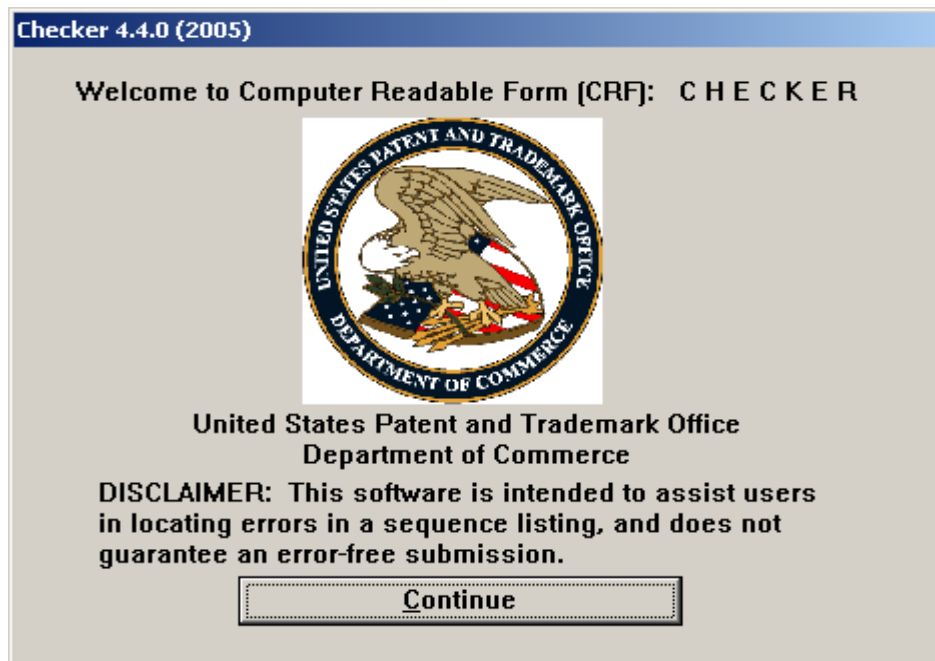 Checker 4.4.0 (2005)
Welcome to Computer Readable Form (CRF): C H E C K E R
UNITED STATES PATENT AND TRADEMARK OFFICE
DEPARTMENT OF COMMERCE
United States Patent and Trademark Office
Department of Commerce
DISCLAIMER: This software is intended to assist users
in locating errors in a sequence listing, and does not
guarantee an error-free submission.
Continue